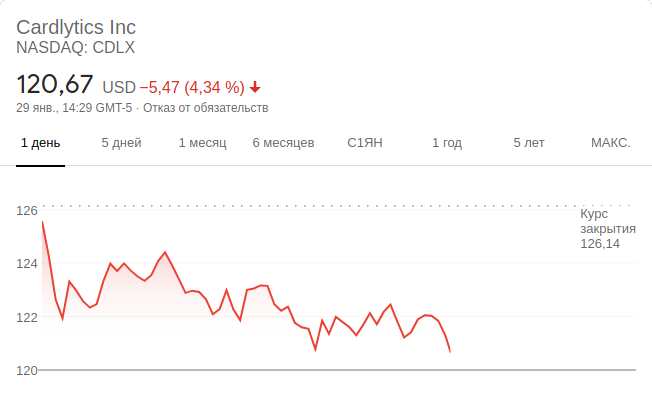 Cardlytics Inc
NASDAQ: CDLX
120,67 USD −5,47 (4,34 %)
29 янв., 14:29 GMT-5 · Отказ от обязательств
1 день 5 дней 1 месяц 6 месяцев С1ЯН 1 год 5 лет МАКС.
126
Курс
закрытия
126,14
124
122
120